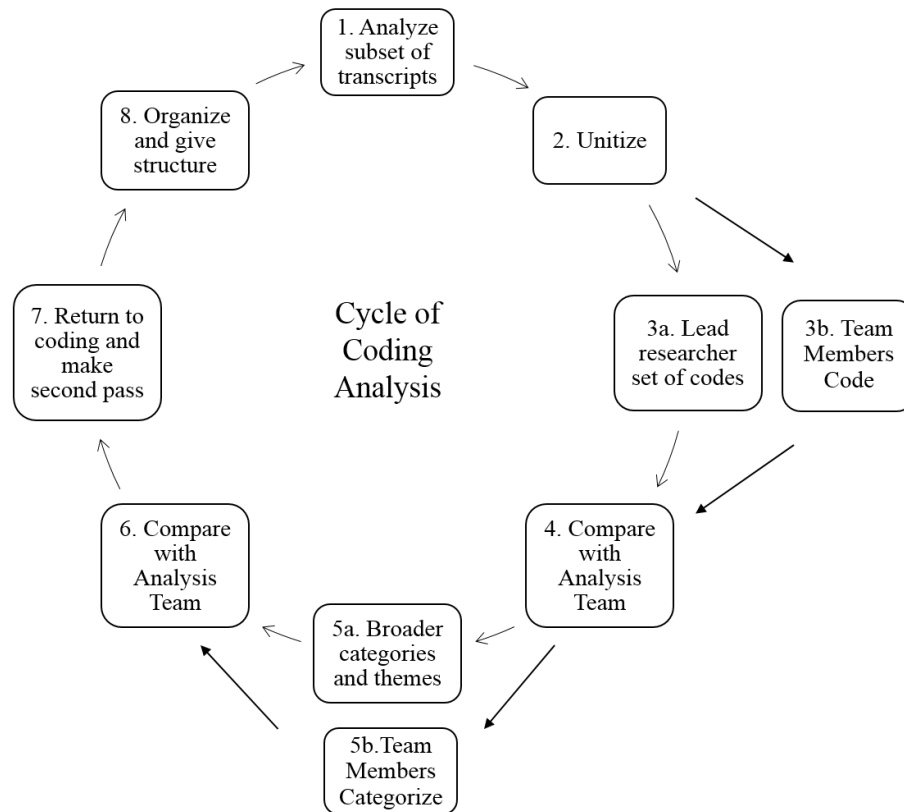 1. Analyze
subset of
transcripts
2. Unitize
3a. Lead
researcher
set of codes
3b. Team
Members
Code
4. Compare
with
Analysis
Team
5a. Broader
categories
and themes
5b.Team
Members
Categorize
6. Compare
with
Analysis
Team
7. Return to
coding and
make
second pass
8. Organize
and give
structure
Cycle of
Coding
Analysis